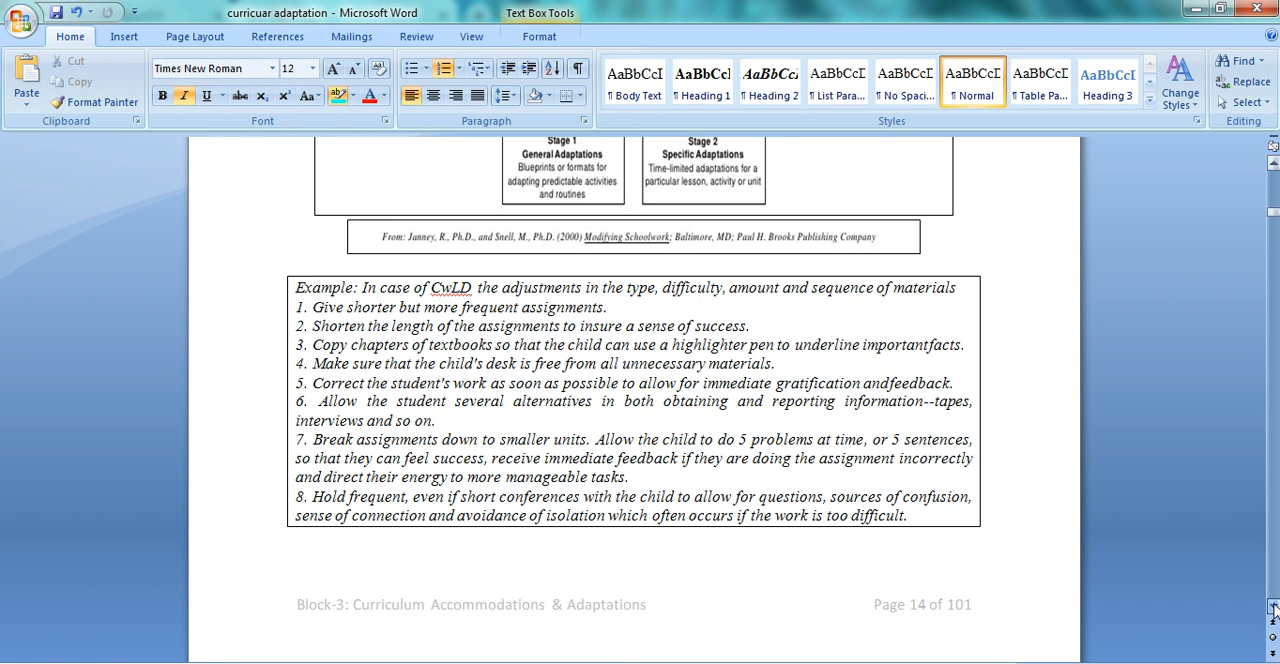 curricuar adaptation - Microsoft Word
Text Box Tools
Home Insert Page Layout References Mailings Review View Format
Paste
Cut
Copy
Format Painter
Clipboard
Times New Roman 12
Font
Paragraph
AaBbCcI AaBbCcl AaBbCc. AaBbCcD AaBbCcD AaBbCcD AaBbCcD AaBbCcI
¶ Body Text ¶ Heading 1 ¶ Heading 2 ¶ List Para... ¶ No Spaci... ¶ Normal ¶ Table Pa... Heading 3
Styles
Change Styles
Find
Replace
Select
Editing
Stage 1
General Adaptations
Blueprints or formats for
adapting predictable activities
and routines
Stage 2
Specific Adaptations
Time-limited adaptations for a
particular lesson, activity or unit
From: Janney, R., Ph.D., and Snell, M., Ph.D. (2000) Modifying Schoolwork; Baltimore, MD; Paul H. Brooks Publishing Company
Example: In case of CwLD the adjustments in the type, difficulty, amount and sequence of materials
1. Give shorter but more frequent assignments.
2. Shorten the length of the assignments to insure a sense of success.
3. Copy chapters of textbooks so that the child can use a highlighter pen to underline importantfacts.
4. Make sure that the child's desk is free from all unnecessary materials.
5. Correct the student's work as soon as possible to allow for immediate gratification andfeedback.
6. Allow the student several alternatives in both obtaining and reporting information--tapes,
interviews and so on.
7. Break assignments down to smaller units. Allow the child to do 5 problems at time, or 5 sentences,
so that they can feel success, receive immediate feedback if they are doing the assignment incorrectly
and direct their energy to more manageable tasks.
8. Hold frequent, even if short conferences with the child to allow for questions, sources of confusion,
sense of connection and avoidance of isolation which often occurs if the work is too difficult.
Block-3: Curriculum Accommodations & Adaptations Page 14 of 101